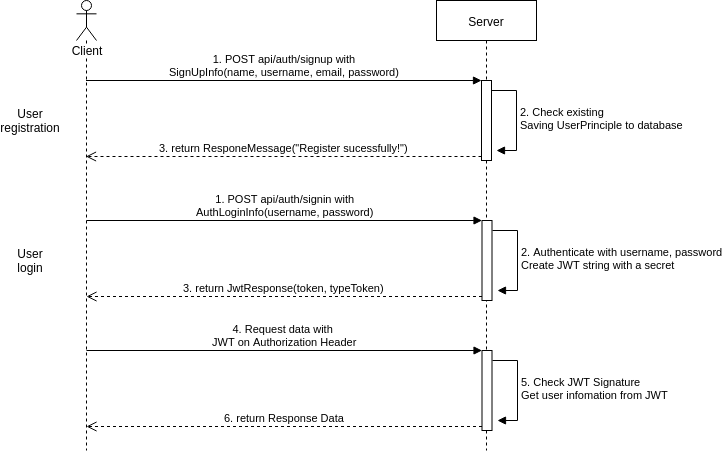 Server
Client
1. POST api/auth/signup with
SignUpInfo(name, username, email, password)
User
registration
2. Check existing
Saving UserPrinciple to database
3. return ResponeMessage("Register sucessfully!")
1. POST api/auth/signin with
AuthLoginInfo(username, password)
User
login
2. Authenticate with username, password
Create JWT string with a secret
3. return JwtResponse(token, typeToken)
4. Request data with
JWT on Authorization Header
5. Check JWT Signature
Get user infomation from JWT
6. return Response Data